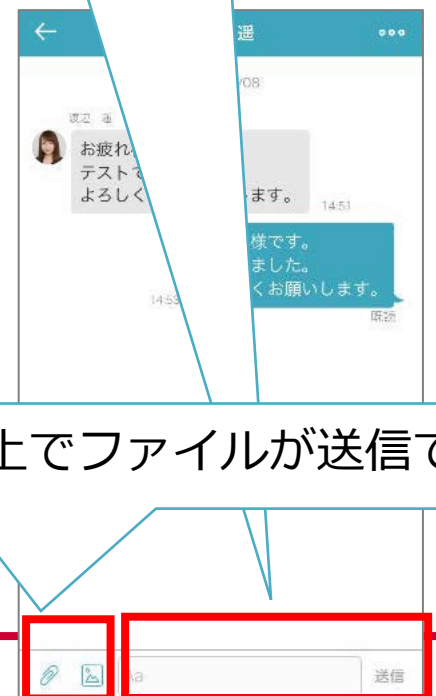 遥
/08
渡辺
お疲れ
テストで
よろしく ます。
14:51
様です。
ました。
くお願いします。
14:53
既読
上でファイルが送信で
Aa
送信